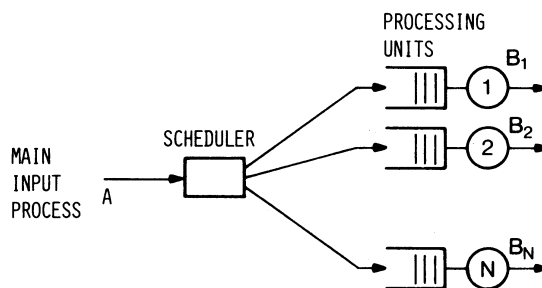 PROCESSING
UNITS
B1
1
B2
2
SCHEDULER
MAIN
INPUT
PROCESS
A
BN
N